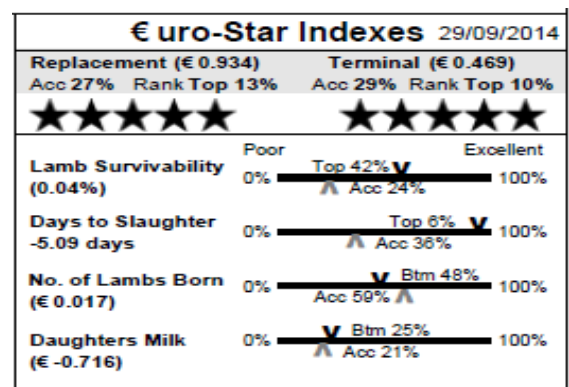 €uro-Star Indexes 29/09/2014
Replacement (€ 0.934) Terminal (€ 0.469)
Acc 27% Rank Top 13% Acc 29% Rank Top 10%
Poor Excellent
Lamb Survivability 0% Top 42% 100%
(0.04%) Acc 24%
Days to Slaughter 0% Top 6% 100%
-5.09 days Acc 36%
No. of Lambs Born 0% Btm 48% 100%
(€ 0.017) Acc 59%
Daughters Milk 0% Btm 25% 100%
(€ -0.716) Acc 21%